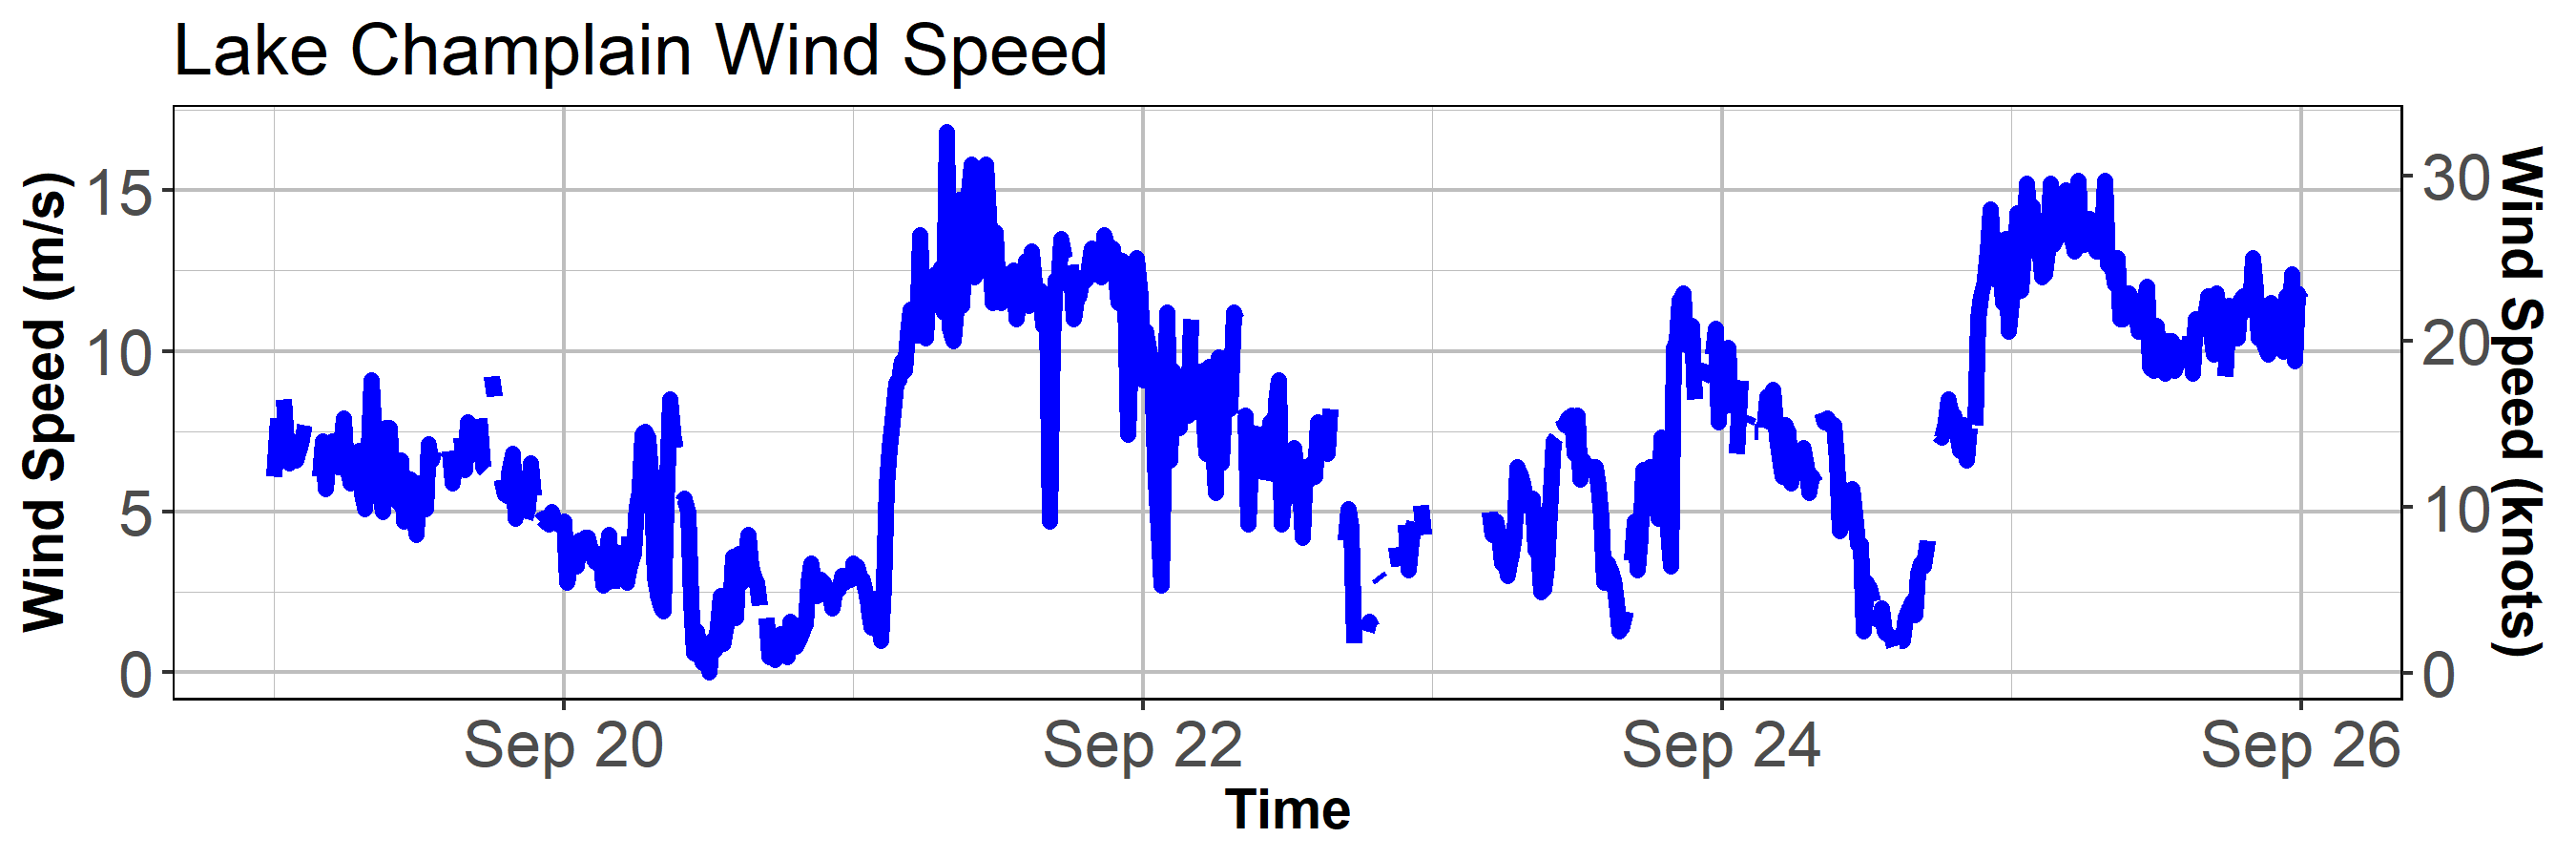 Lake Champlain Wind Speed
Wind Speed (m/s)
15
10
5
0
30
20
10
0
Wind Speed (knots)
Sep 20
Sep 22
Sep 24
Sep 26
Time